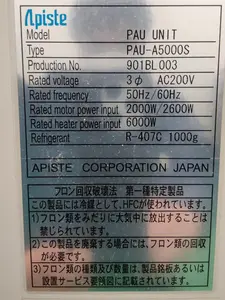 Apiste
Model PAU UNIT
Type PAU-A5000S
Production No. 901BL003
Rated voltage 3φ AC200V
Rated frequency 50Hz/60Hz
Rated motor power input 2000W/2600W
Rated heater power input 6000W
Refrigerant R-407C 1000g
APISTE CORPORATION JAPAN
フロン回収破壊法 第一種特定製品
この製品には冷媒として、HFCが使われています。
1)フロン類をみだりに大気中に放出することは
禁じられています。
2)この製品を廃棄する場合には、フロン類の回収
が必要です。
3)フロン類の種類及び数量は、製品銘板あるいは
設置サービス要領図に記されています。